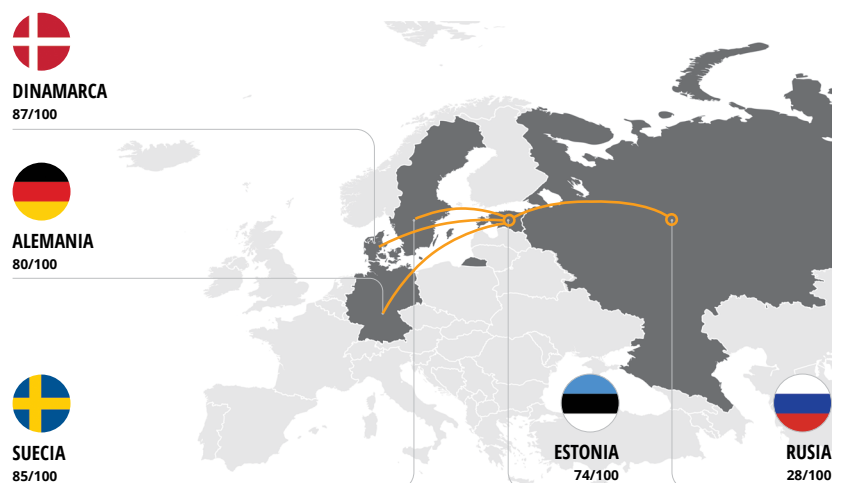 DINAMARCA
87/100
ALEMANIA
80/100
SUECIA
85/100
ESTONIA
74/100
RUSIA
28/100